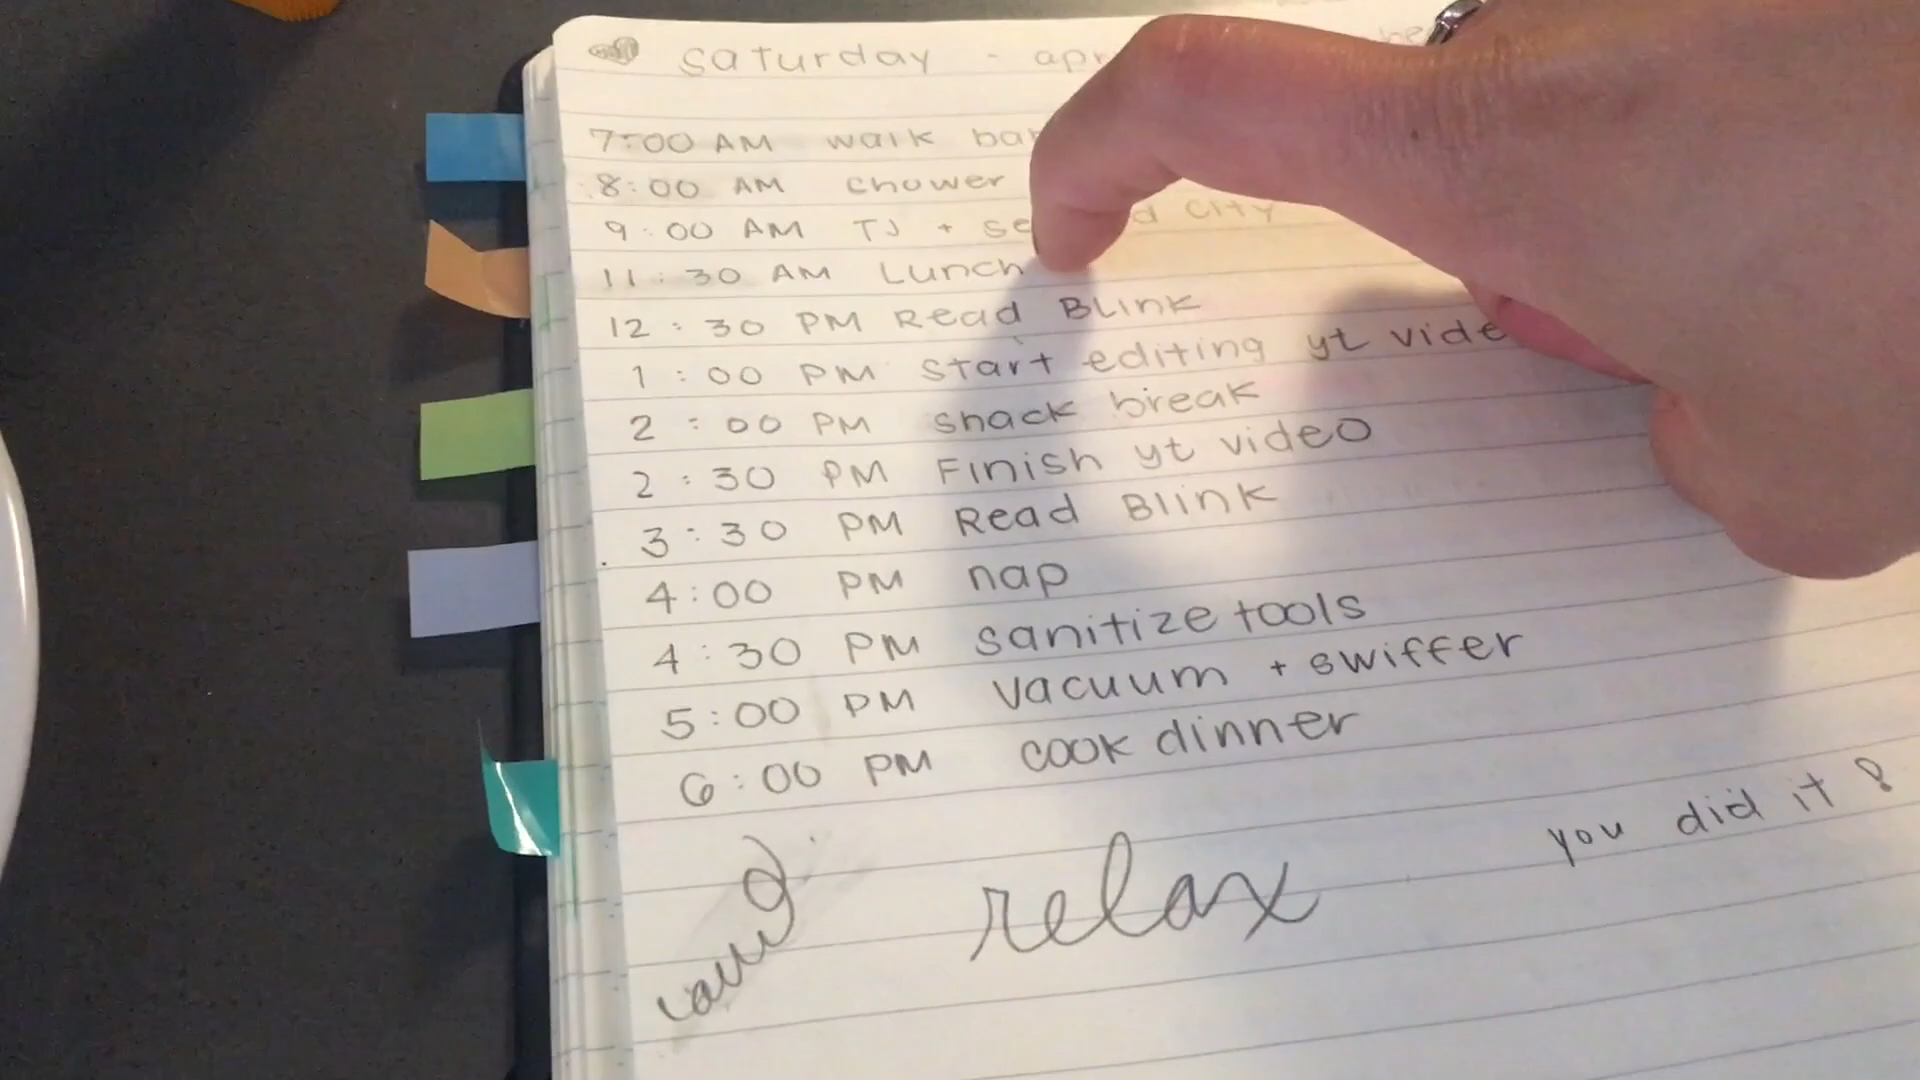 saturday -
7:00 AM walk
8:00 AM chower
9:00 AM TJ + city
11:30 AM Lunch
12:30 PM Read Blink
1:00 PM start editing yt vide
2:00 PM snack break
2:30 PM Finish yt video
3:30 PM Read Blink
4:00 PM nap
4:30 PM sanitize tools
5:00 PM vacuum + swiffer
6:00 PM cook dinner
relax
you did it!